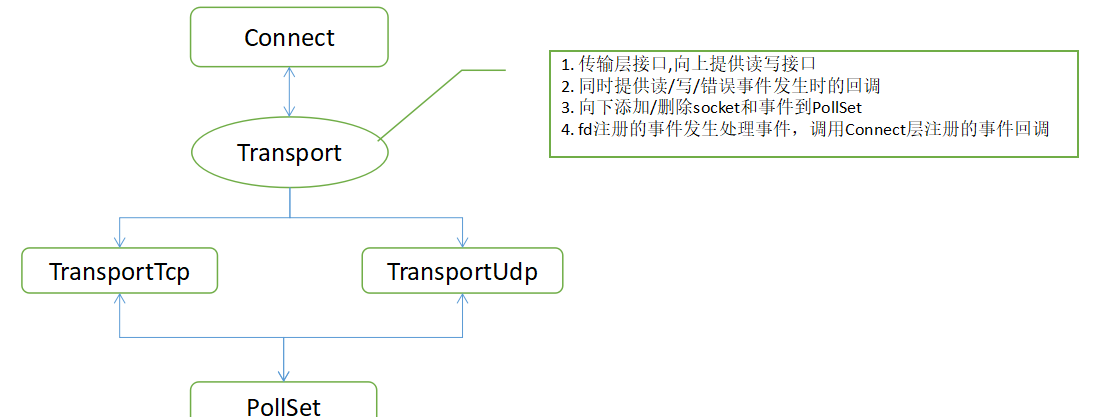 Connect
Transport
1. 传输层接口,向上提供读写接口
2. 同时提供读/写/错误事件发生时的回调
3. 向下添加/删除socket和事件到PollSet
4. fd注册的事件发生处理事件，调用Connect层注册的事件回调
TransportTcp
TransportUdp
PollSet